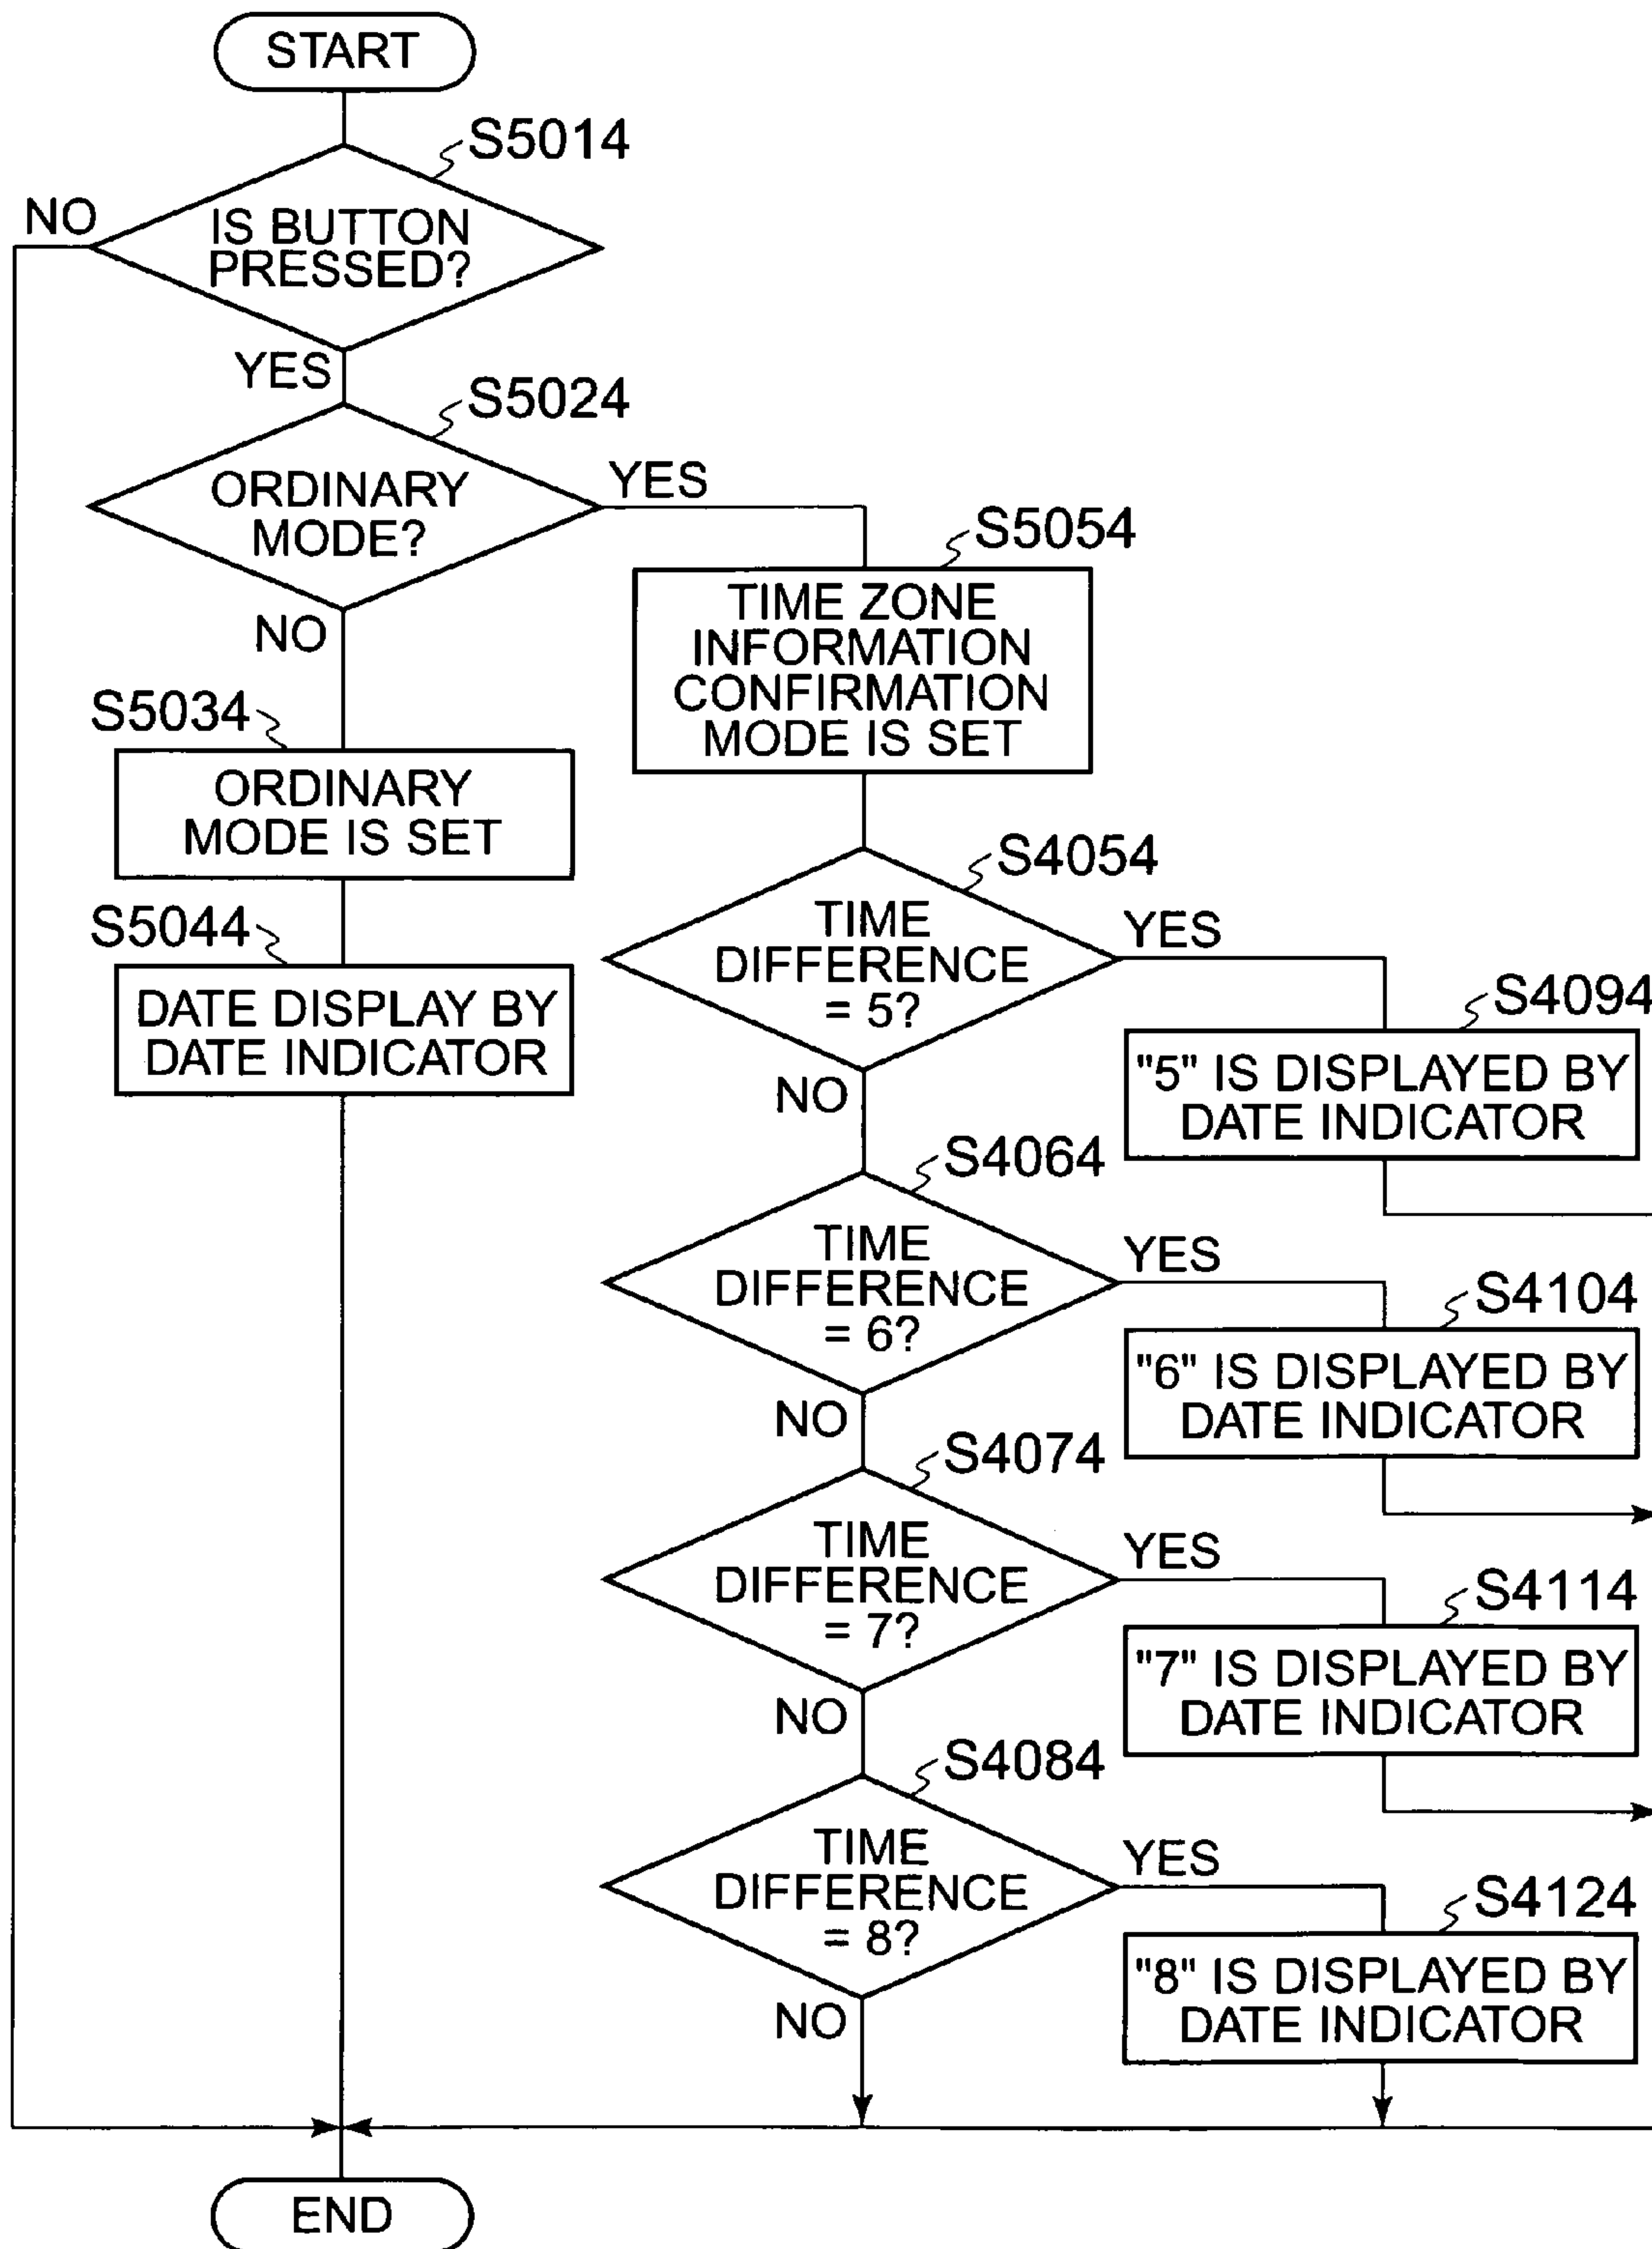 START
S5014
NO
IS BUTTON
PRESSED?
YES
S5024
ORDINARY
MODE?
YES
NO
S5054
TIME ZONE
INFORMATION
CONFIRMATION
MODE IS SET
S5034
ORDINARY
MODE IS SET
S5044
DATE DISPLAY BY
DATE INDICATOR
S4054
TIME
DIFFERENCE
= 5?
YES
NO
S4094
"5" IS DISPLAYED BY
DATE INDICATOR
S4064
TIME
DIFFERENCE
= 6?
YES
NO
S4104
"6" IS DISPLAYED BY
DATE INDICATOR
S4074
TIME
DIFFERENCE
= 7?
YES
NO
S4114
"7" IS DISPLAYED BY
DATE INDICATOR
S4084
TIME
DIFFERENCE
= 8?
YES
NO
S4124
"8" IS DISPLAYED BY
DATE INDICATOR
END